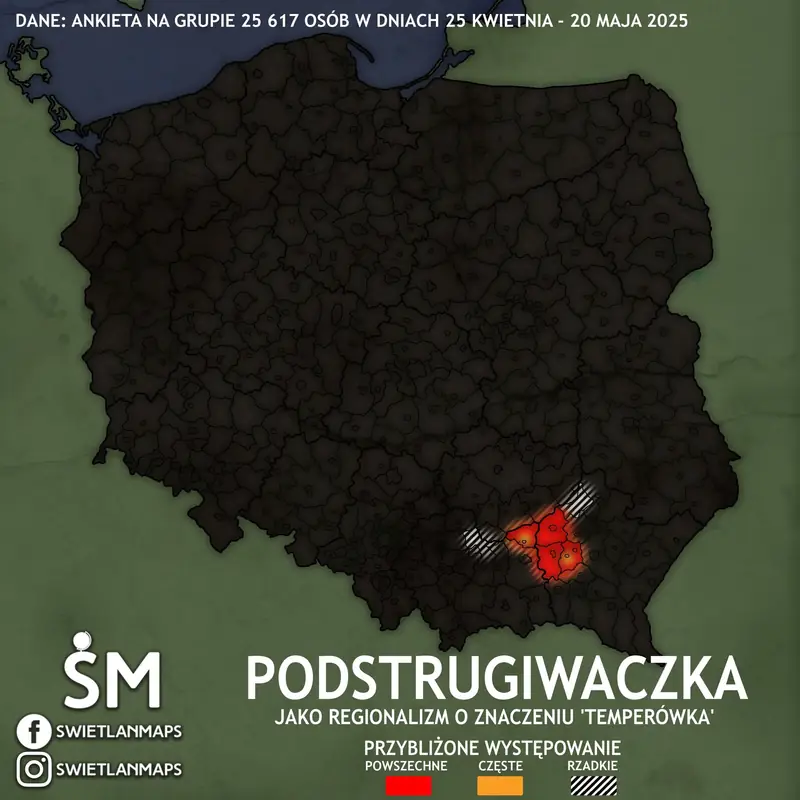 DANE: ANKIETA NA GRUPIE 25 617 OSÓB W DNIACH 25 KWIETNIA - 20 MAJA 2025
ŚM
SWIETLANMAPS
SWIETLANMAPS
PODSTRUGIWACZKA
JAKO REGIONALIZM O ZNACZENIU 'TEMPERÓWKA'
PRZYBLIŻONE WYSTĘPOWANIE
POWSZECHNE CZĘSTE RZADKIE